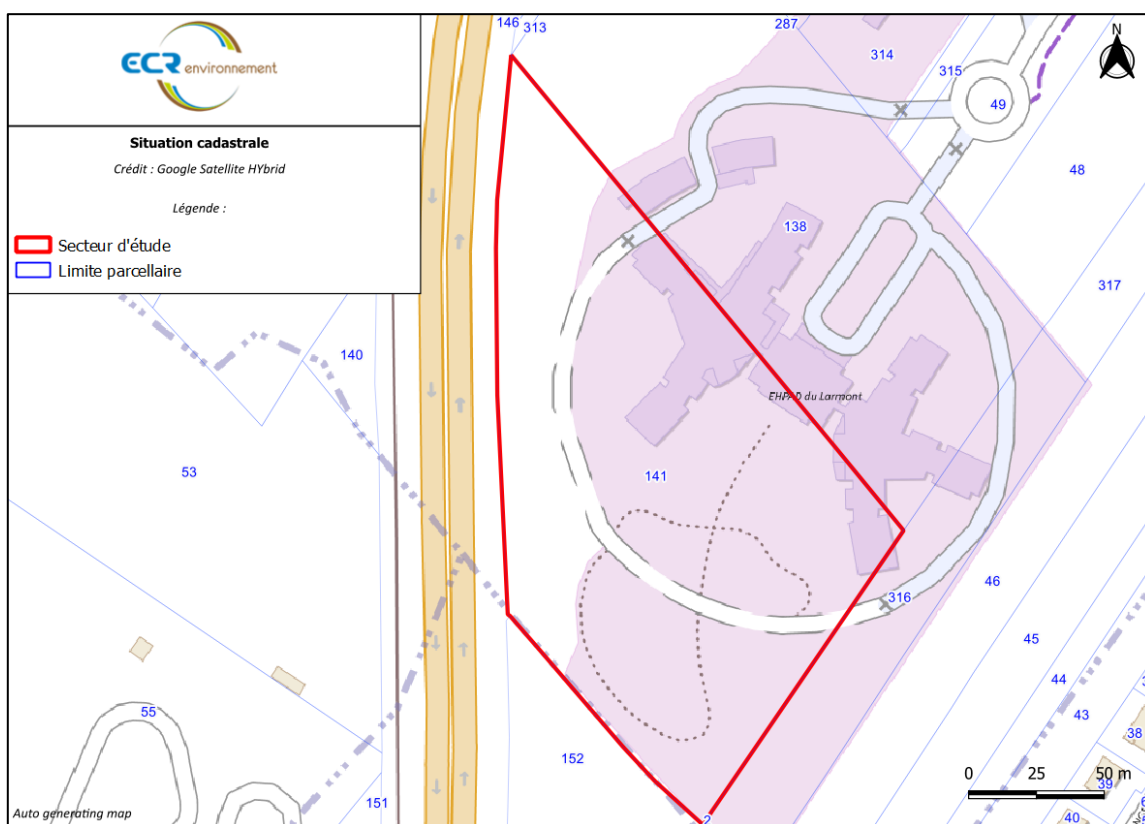 ECR environnement
Situation cadastrale
Crédit : Google Satellite HYbrid
Légende :
Secteur d'étude
Limite parcellaire
146
313
287
314
315
49
N
48
138
317
140
EHPAD du Larmont
53
141
46
316
45
44
43
55
152
38
39
151
40
2
0 25 50 m
Auto generating map